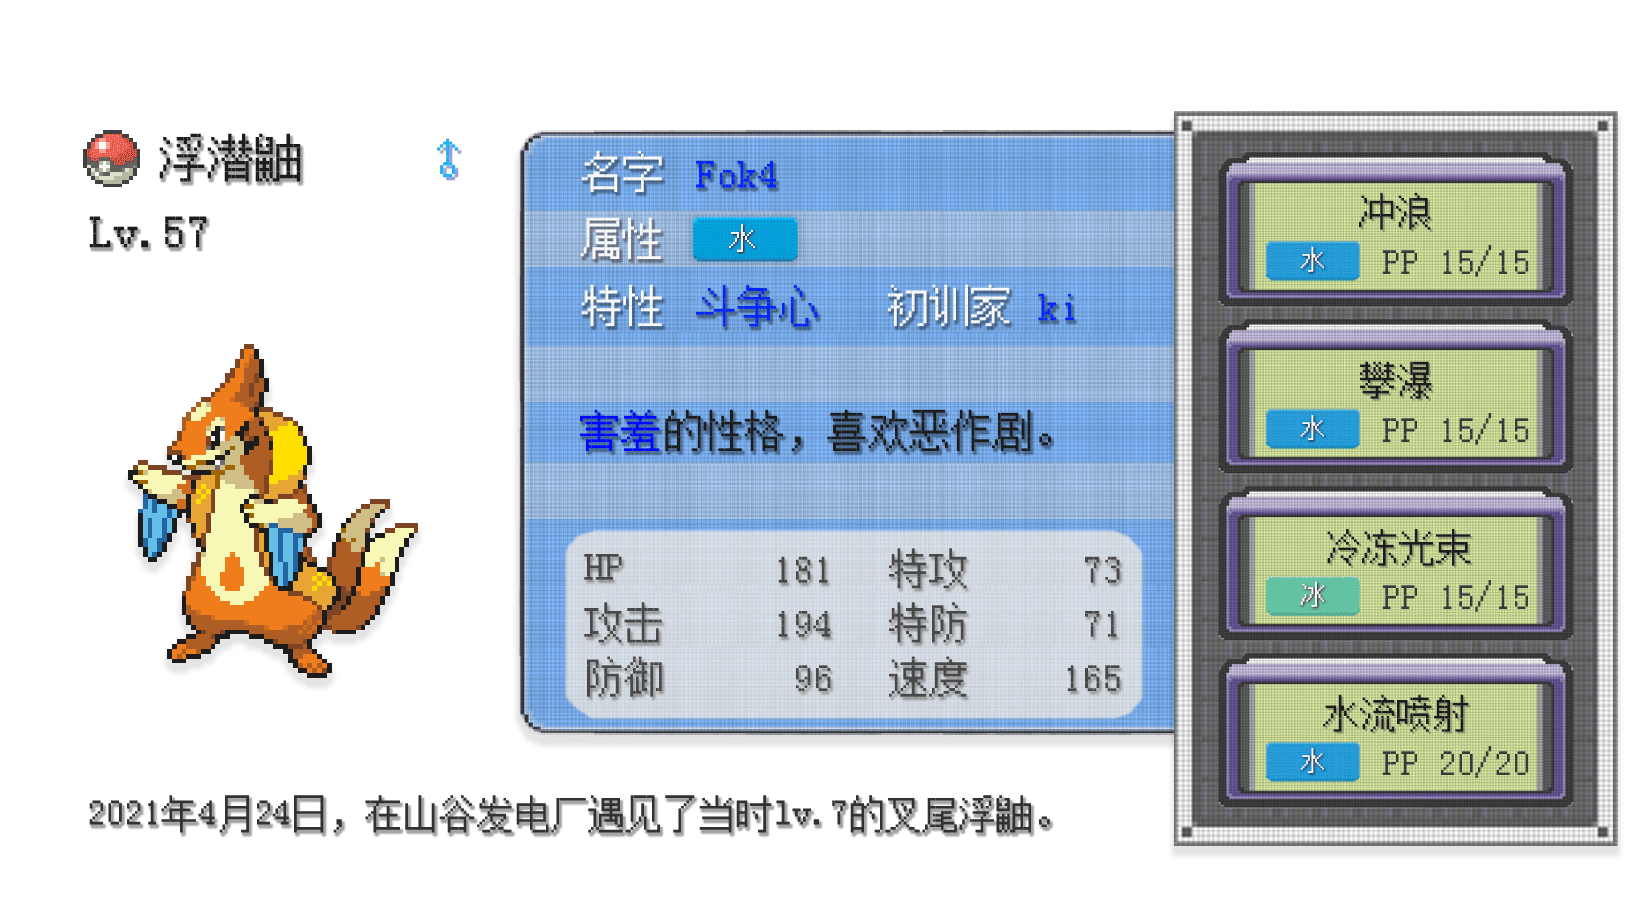 浮潜鼬
Lv.57
名字 Fok4
属性 水
特性 斗争心 初训家 ki
害羞的性格，喜欢恶作剧。
HP 181 特攻 73
攻击 194 特防 71
防御 96 速度 165
冲浪
水 PP 15/15
攀瀑
水 PP 15/15
冷冻光束
冰 PP 15/15
水流喷射
水 PP 20/20
2021年4月24日，在山谷发电厂遇见了当时lv.7的叉尾浮鼬。